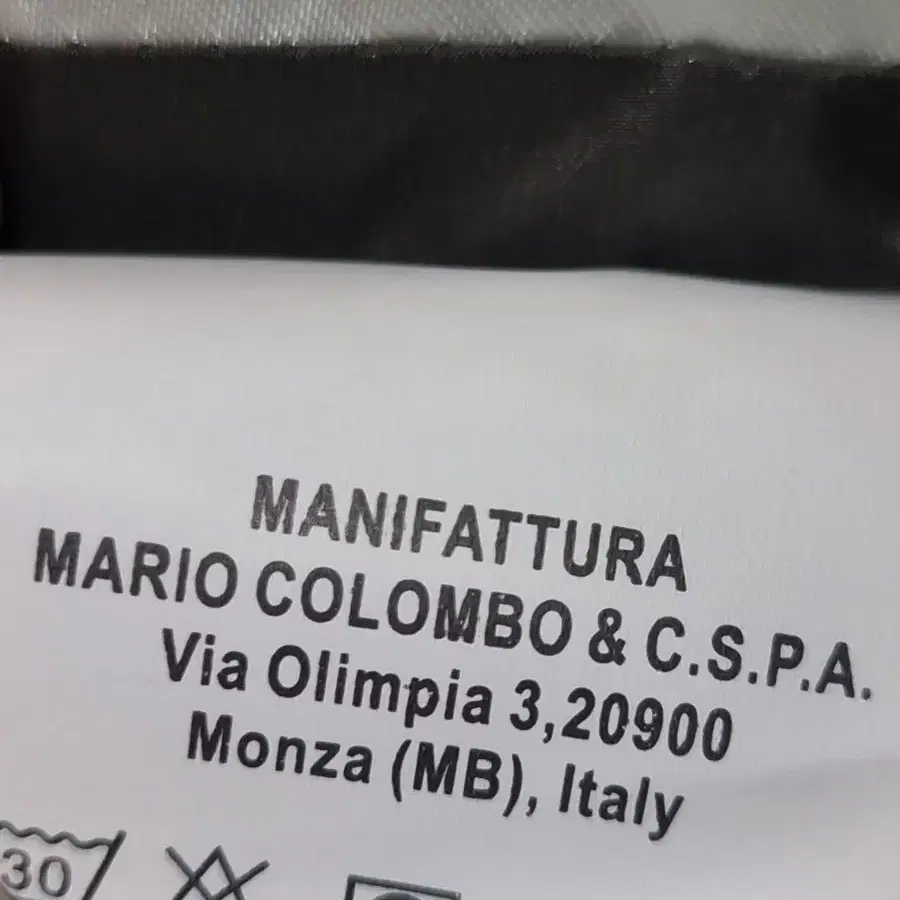 MANIFATTURA
MARIO COLOMBO & C.S.P.A.
Via Olimpia 3,20900
Monza (MB), Italy
30